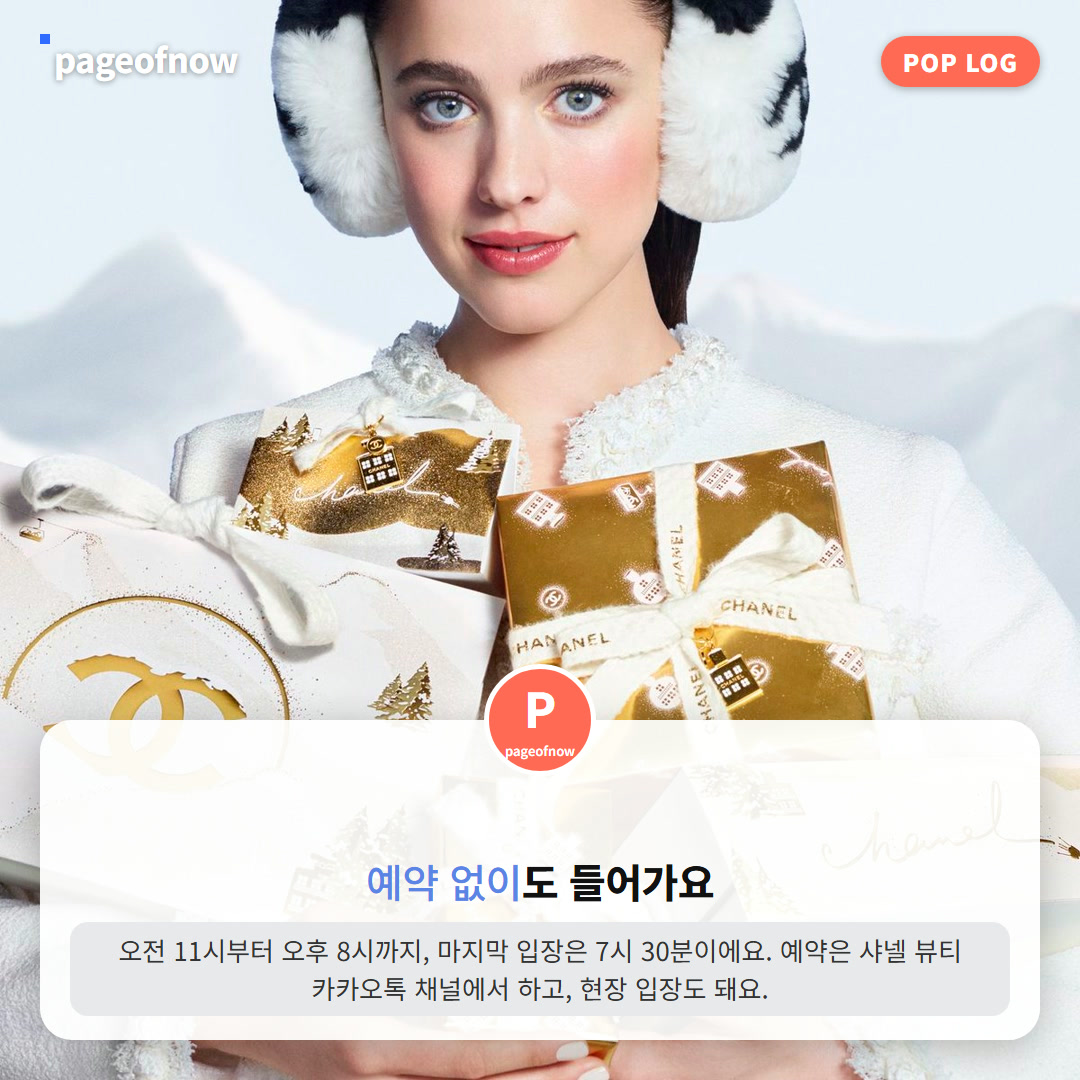 pageofnow
POP LOG
chanel
CHANEL
CHANEL
CHANEL
CHANEL
P
pageofnow
chanel
예약 없이도 들어가요
오전 11시부터 오후 8시까지, 마지막 입장은 7시 30분이에요. 예약은 샤넬 뷰티
카카오톡 채널에서 하고, 현장 입장도 돼요.